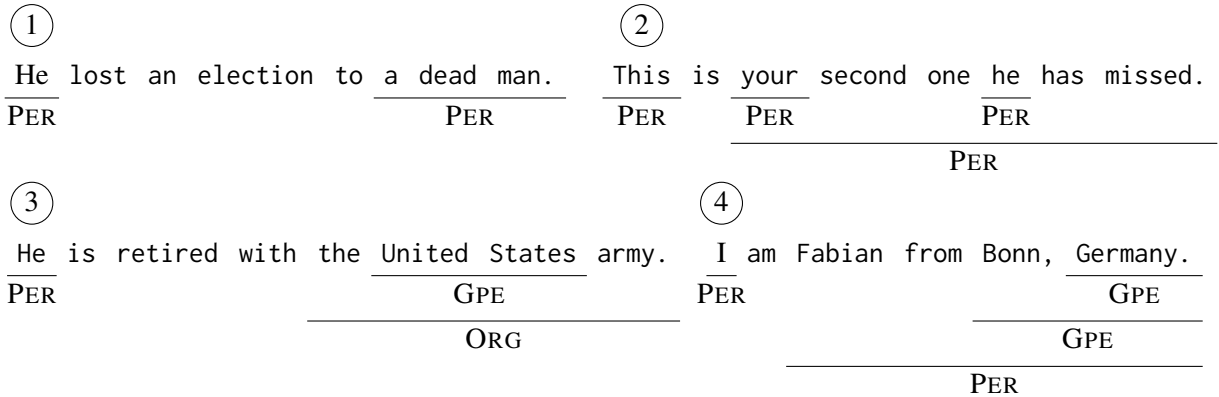 1 2
He lost an election to a dead man. This is your second one he has missed.
PER PER PER PER PER
PER
3 4
He is retired with the United States army. I am Fabian from Bonn, Germany.
PER GPE PER GPE
ORG GPE
PER